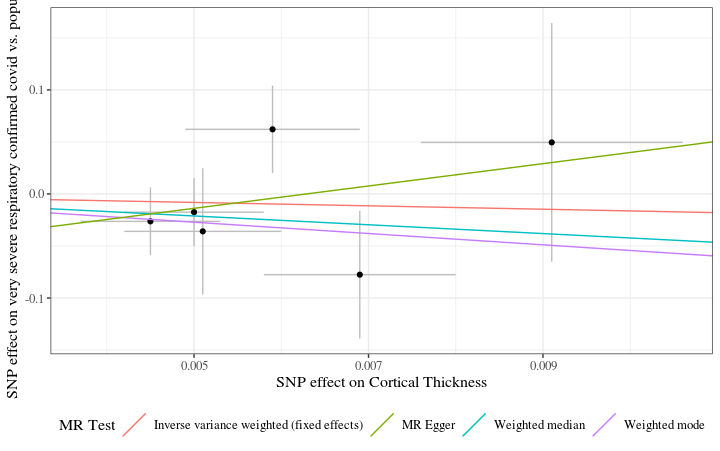 SNP effect on very severe respiratory confirmed covid vs.
0.1
0.0
-0.1
0.005
0.007
0.009
SNP effect on Cortical Thickness
MR Test
Inverse variance weighted (fixed effects)
MR Egger
Weighted median
Weighted mode